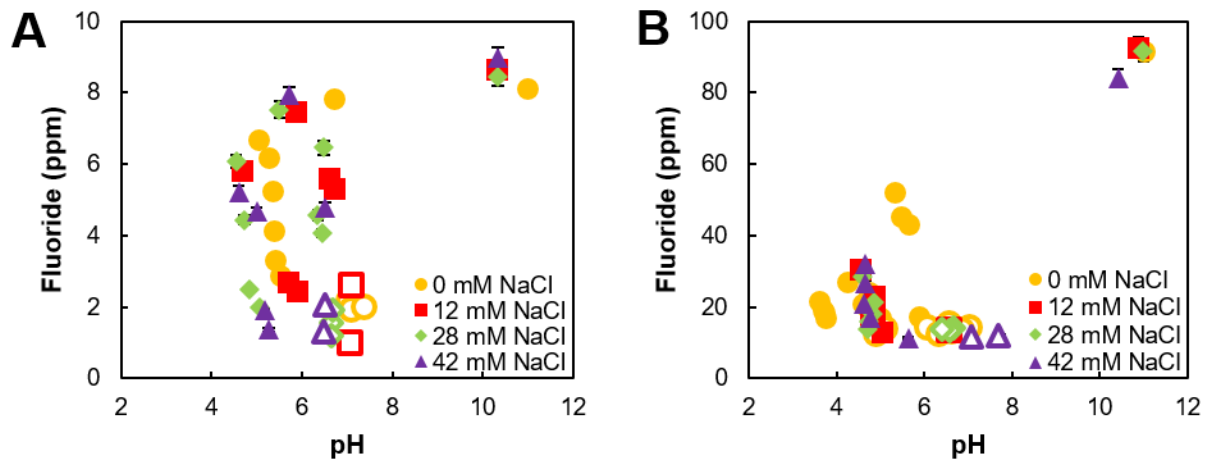 A
Fluoride (ppm)
10
8
6
4
2
0
2 4 6 8 10 12
pH
0 mM NaCl
12 mM NaCl
28 mM NaCl
42 mM NaCl
B
Fluoride (ppm)
100
80
60
40
20
0
2 4 6 8 10 12
pH
0 mM NaCl
12 mM NaCl
28 mM NaCl
42 mM NaCl